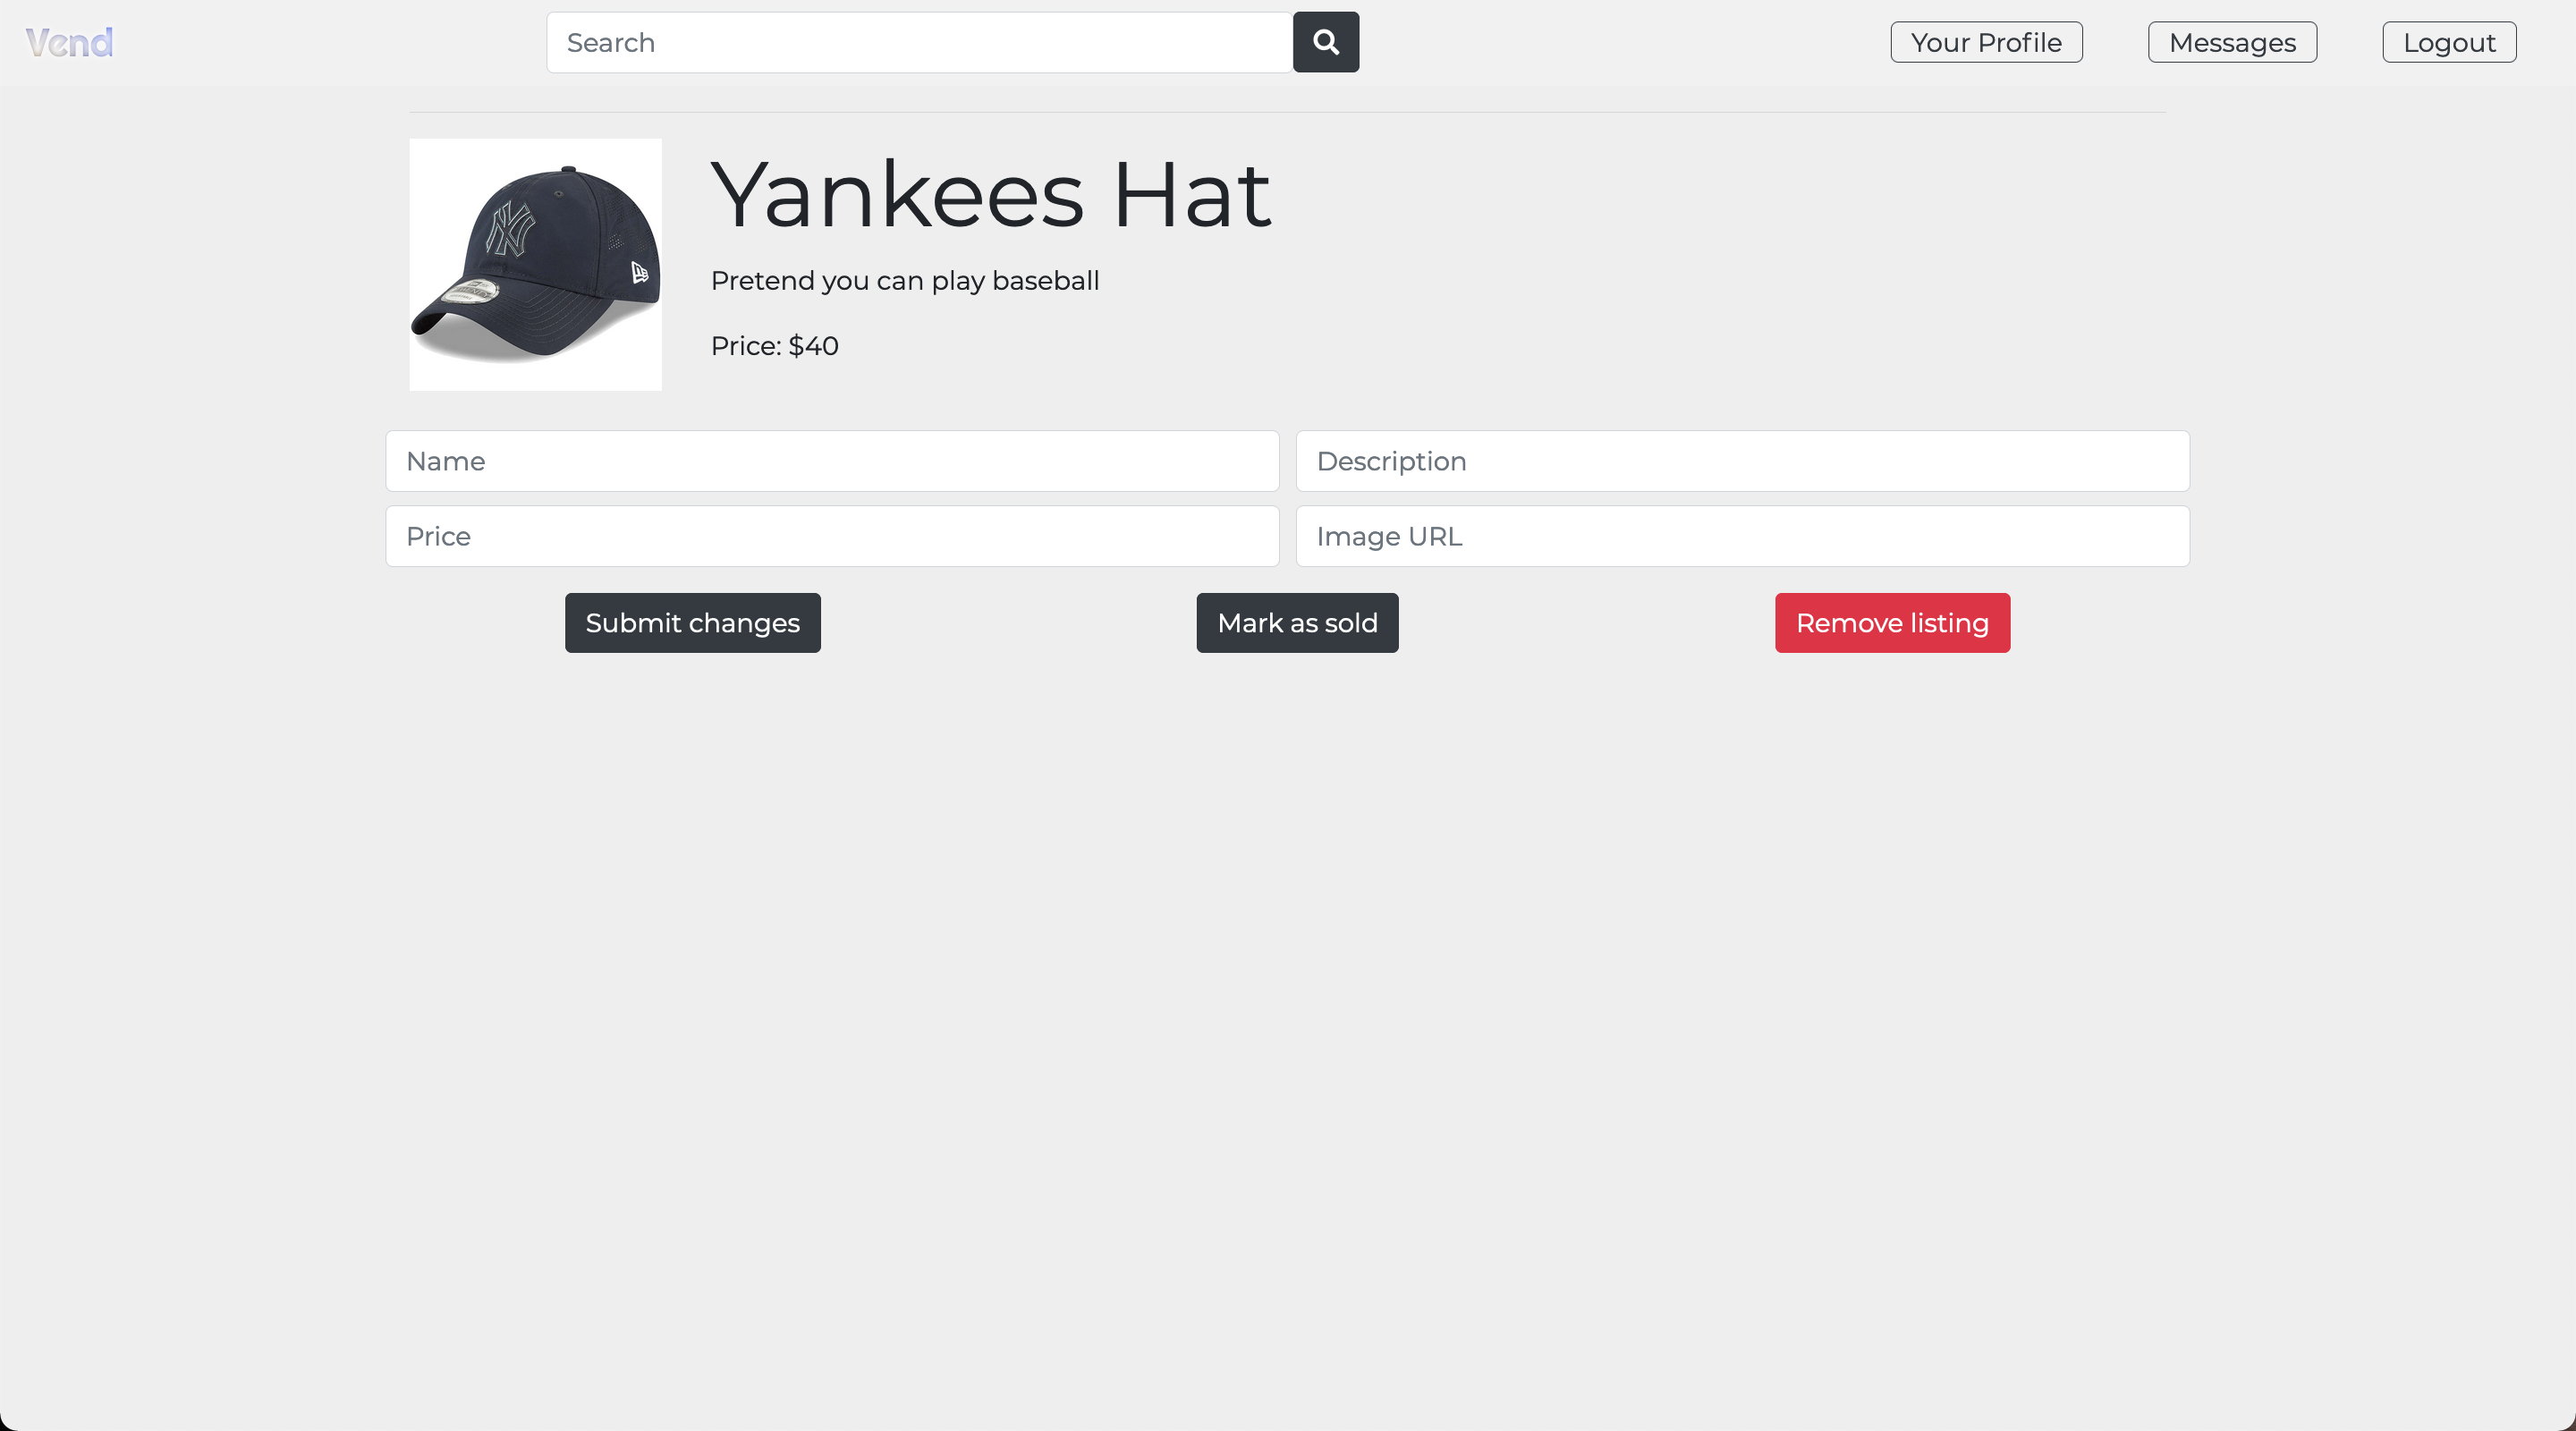 Vend
Search
Your Profile
Messages
Logout
Yankees Hat
Pretend you can play baseball
Price: $40
NY
Name
Description
Price
Image URL
Submit changes
Mark as sold
Remove listing